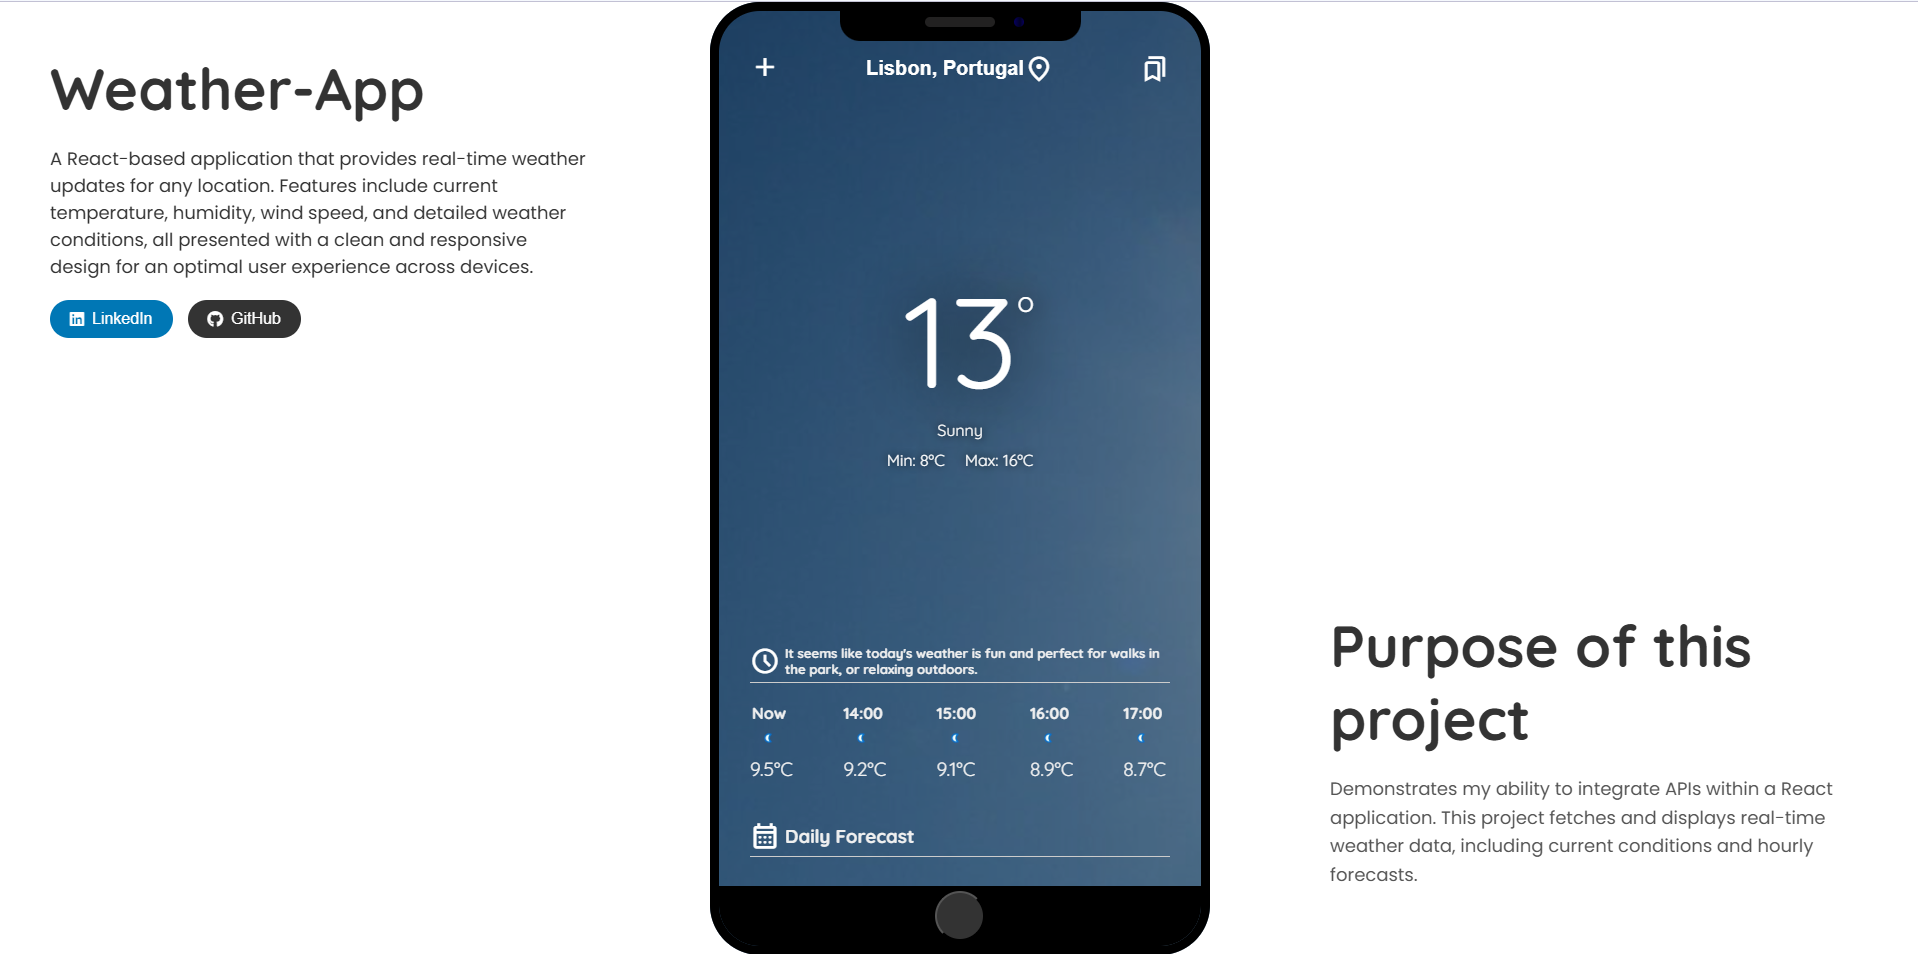 Weather-App
A React-based application that provides real-time weather
updates for any location. Features include current
temperature, humidity, wind speed, and detailed weather
conditions, all presented with a clean and responsive
design for an optimal user experience across devices.
LinkedIn GitHub
Lisbon, Portugal
13°
Sunny
Min: 8°C Max: 16°C
It seems like today's weather is fun and perfect for walks in
the park, or relaxing outdoors.
Now 14:00 15:00 16:00 17:00
9.5°C 9.2°C 9.1°C 8.9°C 8.7°C
Daily Forecast
Purpose of this
project
Demonstrates my ability to integrate APIs within a React
application. This project fetches and displays real-time
weather data, including current conditions and hourly
forecasts.